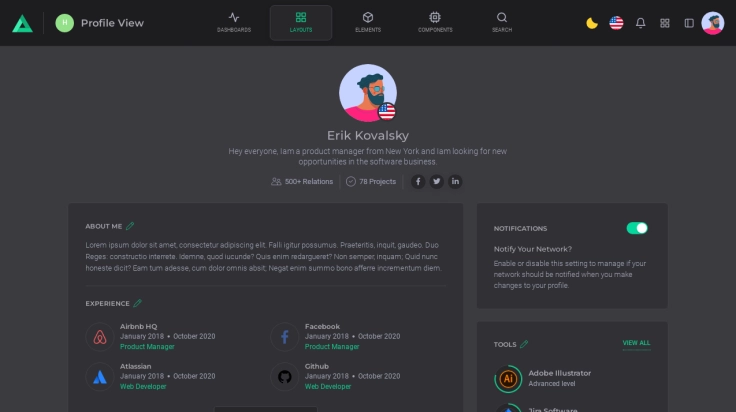 H
Profile View
DASHBOARDS
LAYOUTS
ELEMENTS
COMPONENTS
SEARCH
Erik Kovalsky
Hey everyone, Iam a product manager from New York and Iam looking for new
opportunities in the software business.
500+ Relations
78 Projects
ABOUT ME
Lorem ipsum dolor sit amet, consectetur adipiscing elit. Falli igitur possumus. Praeteritis, inquit, gaudeo. Duo
Reges: constructio interrete. Idemne, quod iucunde? Quis enim redargueret? Non semper, inquam; Quid nunc
honeste dicit? Eam tum adesse, cum dolor omnis absit; Negat enim summo bono afferre incrementum diem.
EXPERIENCE
Airbnb HQ
January 2018 • October 2020
Product Manager
Facebook
January 2018 • October 2020
Product Manager
Atlassian
January 2018 • October 2020
Web Developer
Github
January 2018 • October 2020
Web Developer
NOTIFICATIONS
Notify Your Network?
Enable or disable this setting to manage if your
network should be notified when you make
changes to your profile.
TOOLS
VIEW ALL
Ai
Adobe Illustrator
Advanced level
Jira Software